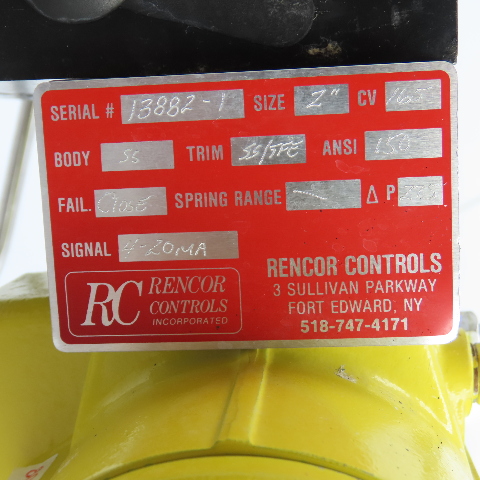 SERIAL # 13882-1 SIZE 2" CV
BODY SS TRIM SS/TFE ANSI 150
FAIL. Close SPRING RANGE — Δ P
SIGNAL 4-20MA
RC RENCOR CONTROLS INCORPORATED
RENCOR CONTROLS
3 SULLIVAN PARKWAY
FORT EDWARD, NY
518-747-4171